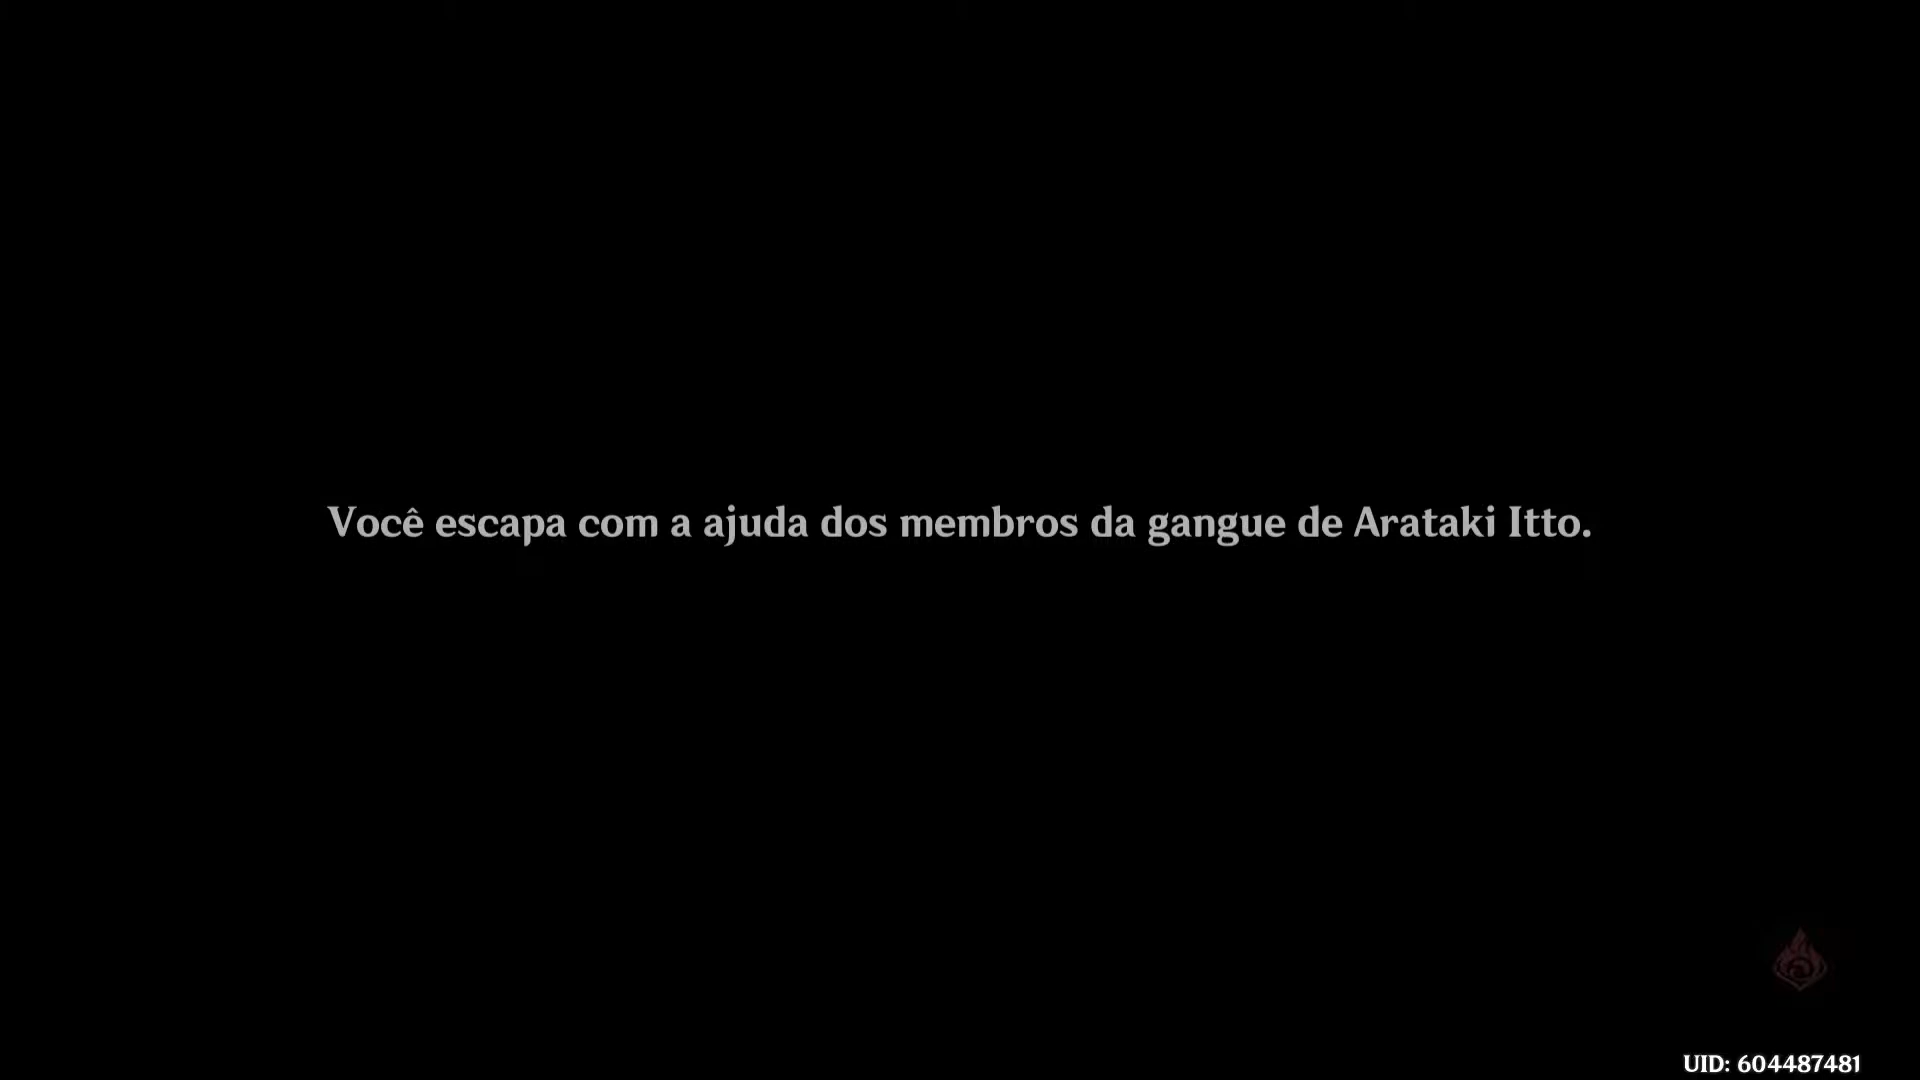 Você escapa com a ajuda dos membros da gangue de Arataki Itto.
UID: 604487481